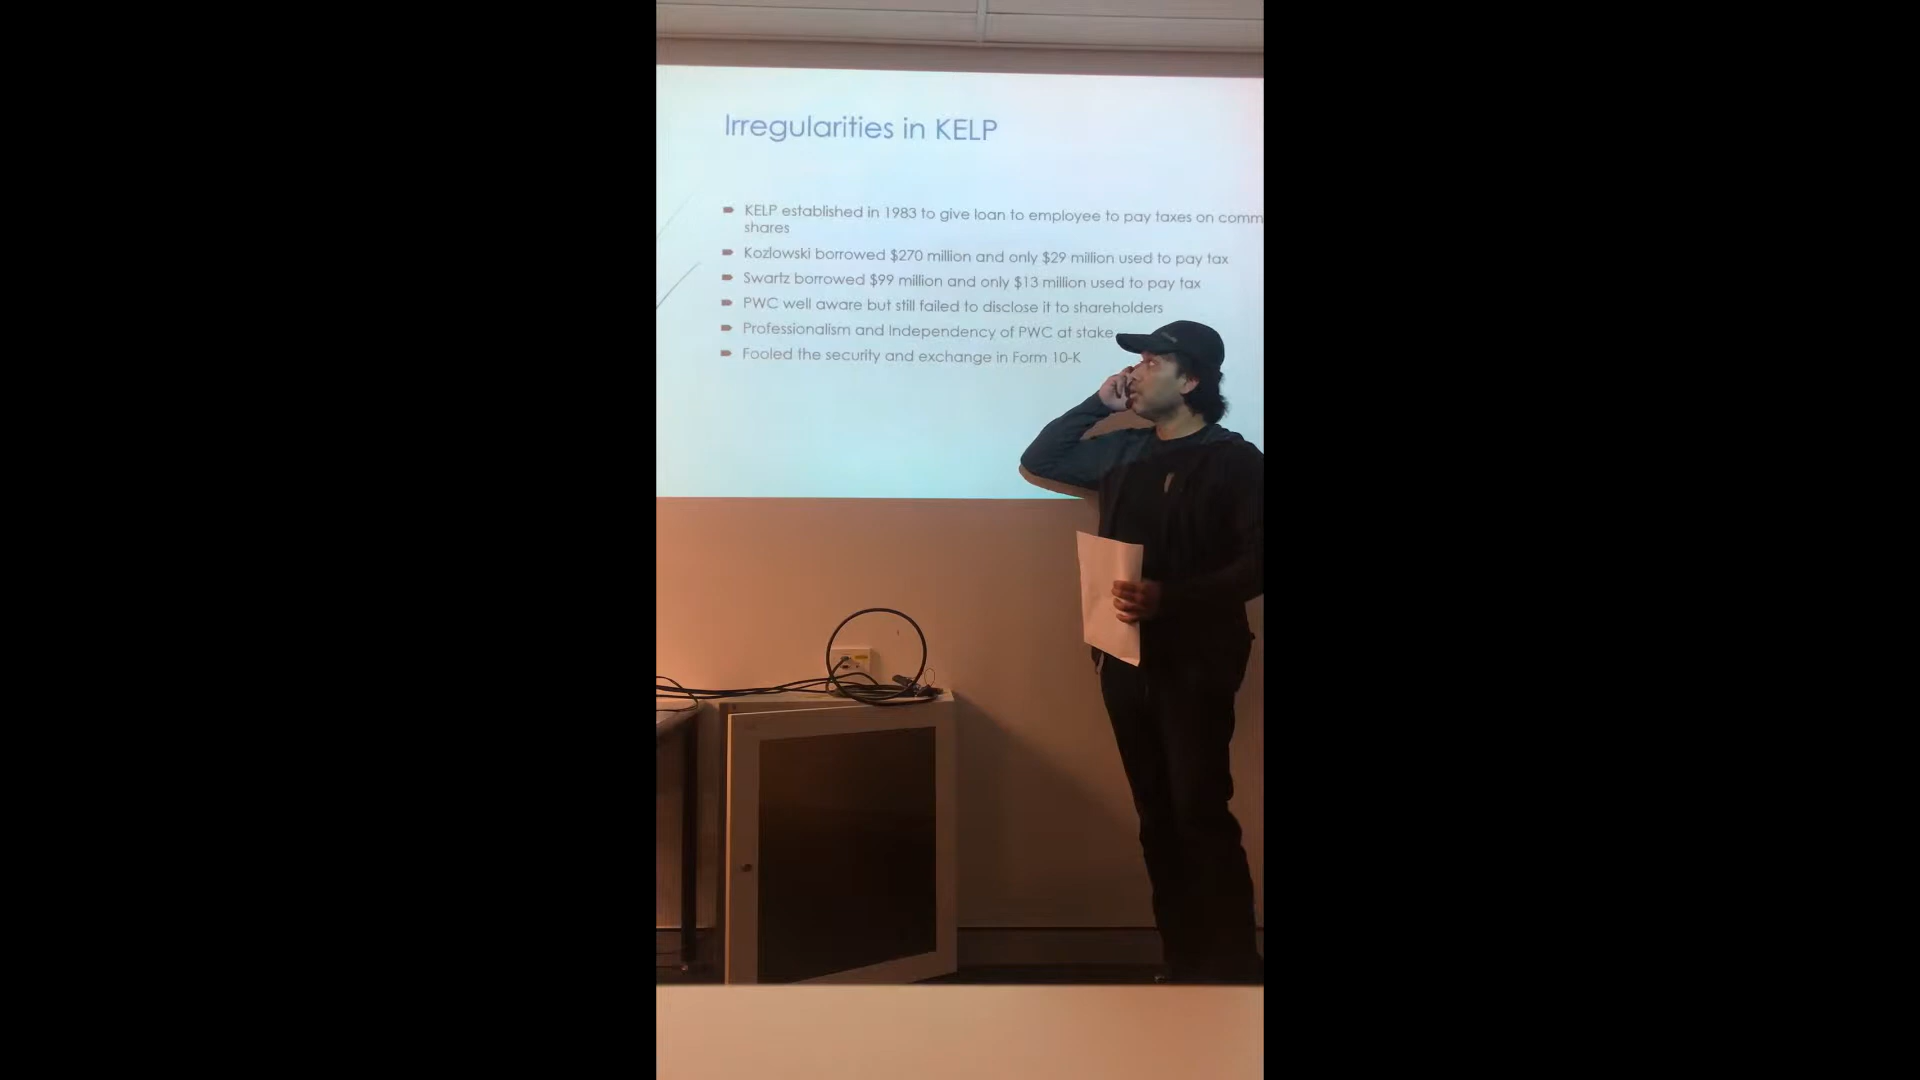 Irregularities in KELP
KELP established in 1983 to give loan to employee to pay taxes on comm
shares
Kozlowski borrowed $270 million and only $29 million used to pay tax
Swartz borrowed $99 million and only $13 million used to pay tax
PWC well aware but still failed to disclose it to shareholders
Professionalism and Independency of PWC at stake
Fooled the security and exchange in Form 10-K